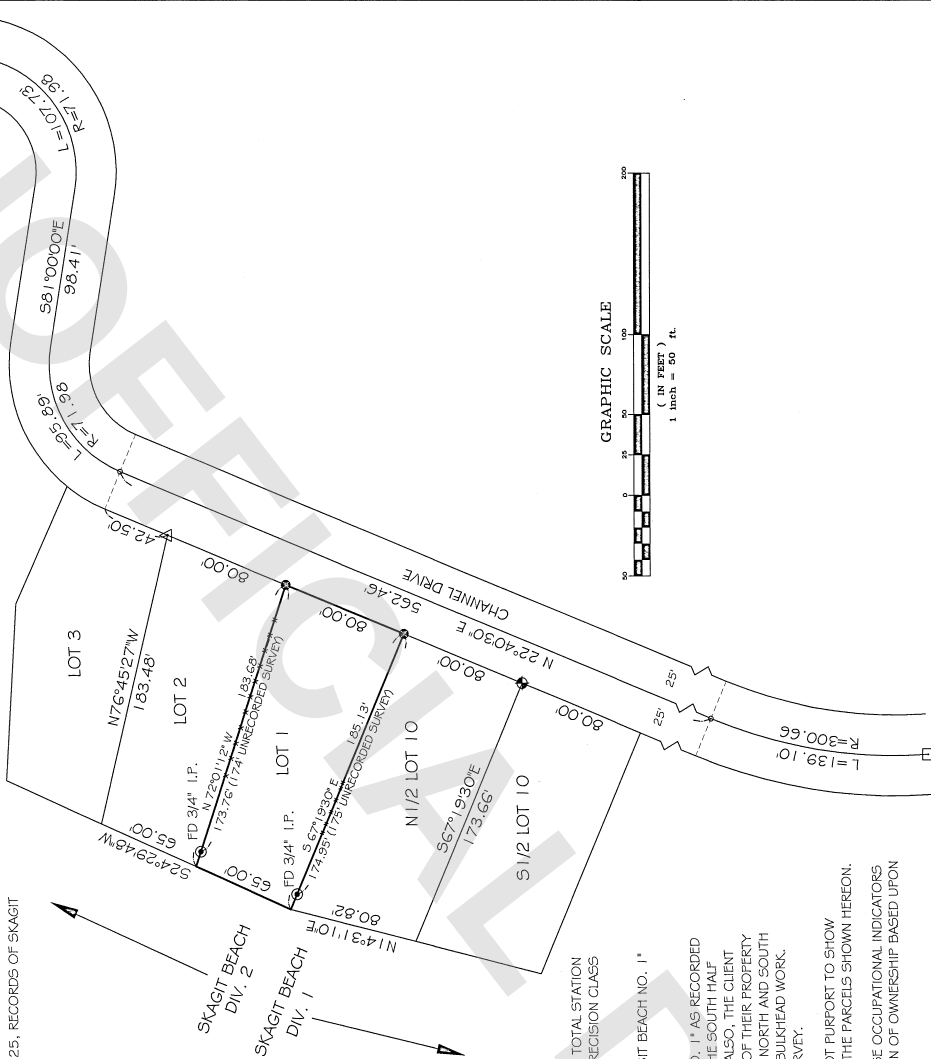 25, RECORDS OF SKAGIT
L=107.73'
R=71.98
S81°00'00"E
98.41'
L=95.89'
R=71.98
42.50'
LOT 3
N76°45'27"W
183.48'
LOT 2
80.00'
N 72°01'12" W
183.68'
173.76' (174' UNRECORDED SURVEY)
FD 3/4" I.P.
S24°29'48"W
65.00'
LOT 1
80.00'
S 67°19'30" E
185.13'
174.95' (175' UNRECORDED SURVEY)
FD 3/4" I.P.
65.00'
N1/2 LOT 10
80.00'
N14°31'10"E
80.82'
S67°19'30"E
173.66'
S1/2 LOT 10
80.00'
CHANNEL DRIVE
562.46'
N 22°40'30" E
25'
25'
R=300.66
L=139.10'
SKAGIT BEACH
DIV. 2
SKAGIT BEACH
DIV. 1
GRAPHIC SCALE
50 0 25 50 100 200
( IN FEET )
1 inch = 50 ft.
TOTAL STATION
RECISION CLASS
IT BEACH NO. 1"
O. 1" AS RECORDED
HE SOUTH HALF
ALSO, THE CLIENT
OF THEIR PROPERTY
NORTH AND SOUTH
BULKHEAD WORK.
RVEY.
OT PURPORT TO SHOW
THE PARCELS SHOWN HEREON.
E OCCUPATIONAL INDICATORS
N OF OWNERSHIP BASED UPON
OFFICIAL